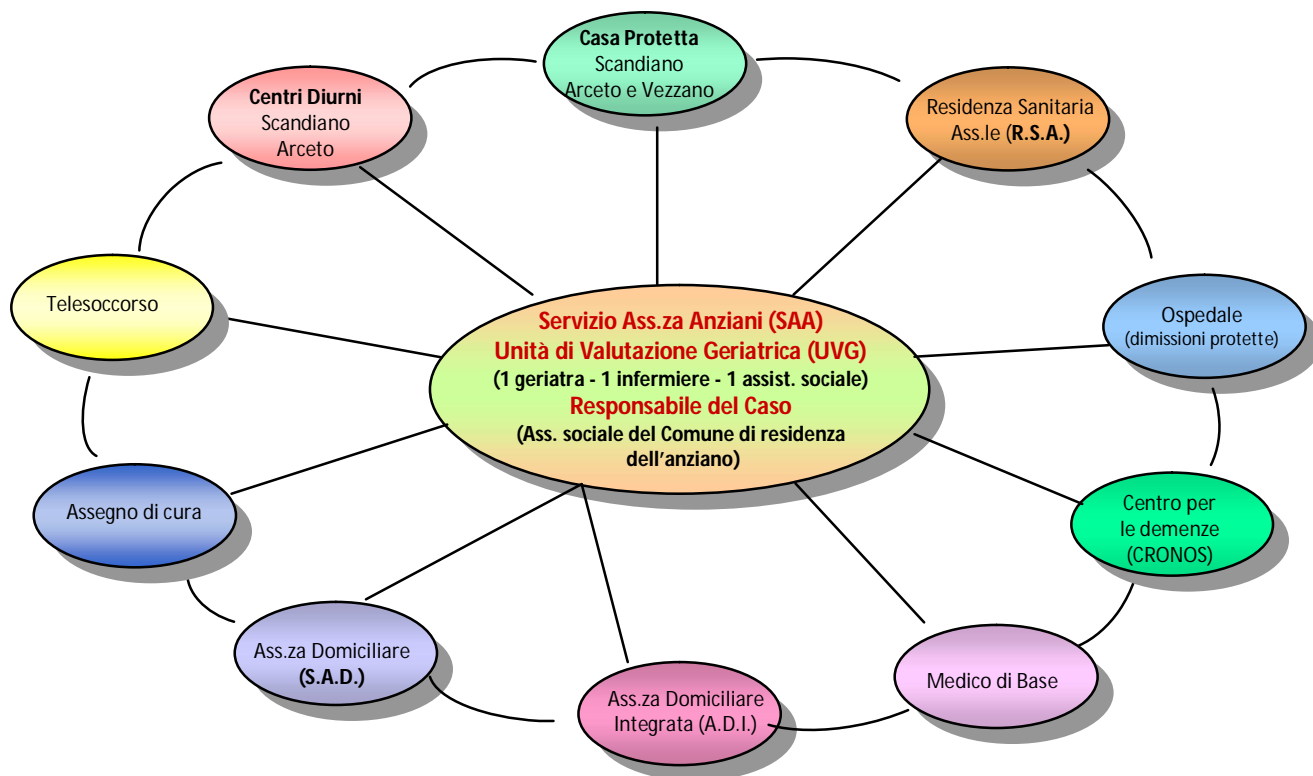 Casa Protetta
Scandiano
Arceto e Vezzano
Centri Diurni
Scandiano
Arceto
Residenza Sanitaria
Ass.le (R.S.A.)
Telesoccorso
Ospedale
(dimissioni protette)
Servizio Ass.za Anziani (SAA)
Unità di Valutazione Geriatrica (UVG)
(1 geriatra - 1 infermiere - 1 assist. sociale)
Responsabile del Caso
(Ass. sociale del Comune di residenza
dell'anziano)
Assegno di cura
Centro per
le demenze
(CRONOS)
Ass.za Domiciliare
(S.A.D.)
Ass.za Domiciliare
Integrata (A.D.I.)
Medico di Base